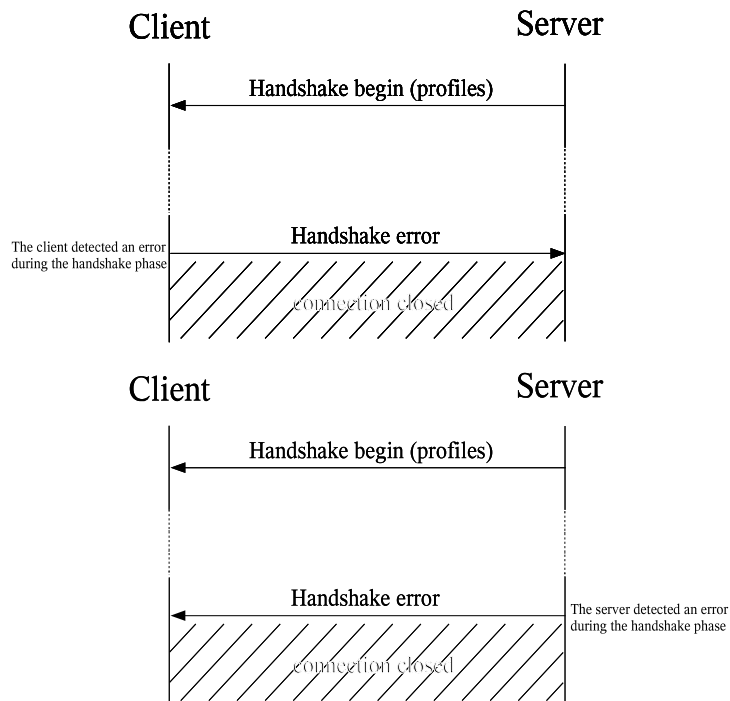 Client
Server
Handshake begin (profiles)
Handshake error
The client detected an error
during the handshake phase
connection closed
Client
Server
Handshake begin (profiles)
Handshake error
The server detected an error
during the handshake phase
connection closed